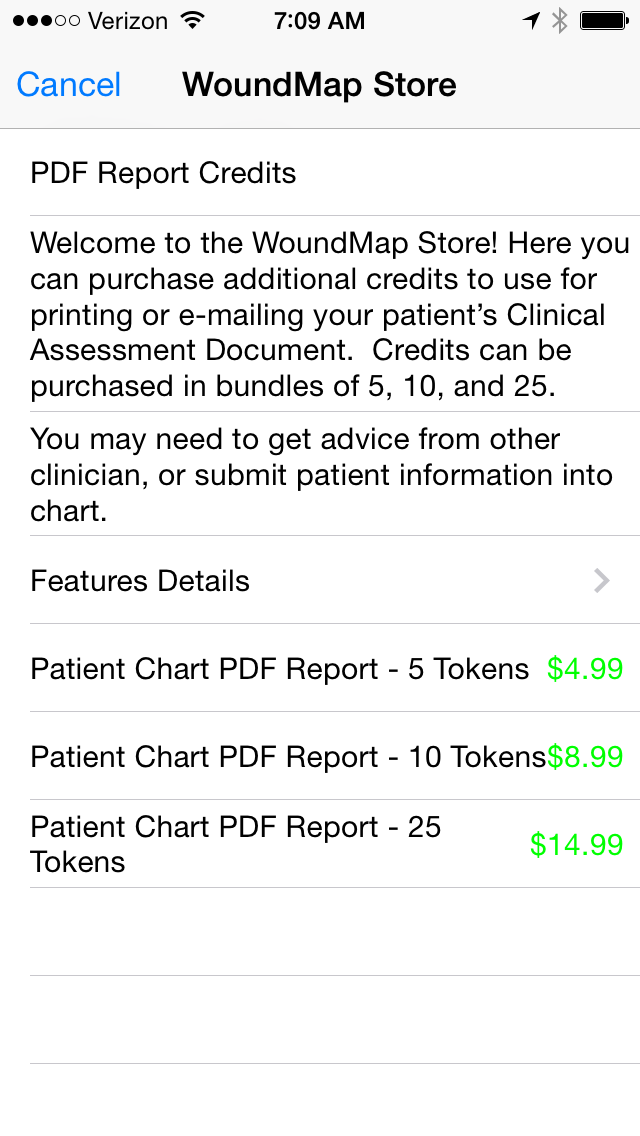 Verizon 7:09 AM
Cancel WoundMap Store
PDF Report Credits
Welcome to the WoundMap Store! Here you
can purchase additional credits to use for
printing or e-mailing your patient’s Clinical
Assessment Document.  Credits can be
purchased in bundles of 5, 10, and 25.
You may need to get advice from other
clinician, or submit patient information into
chart.
Features Details
Patient Chart PDF Report - 5 Tokens $4.99
Patient Chart PDF Report - 10 Tokens $8.99
Patient Chart PDF Report - 25
Tokens
$14.99